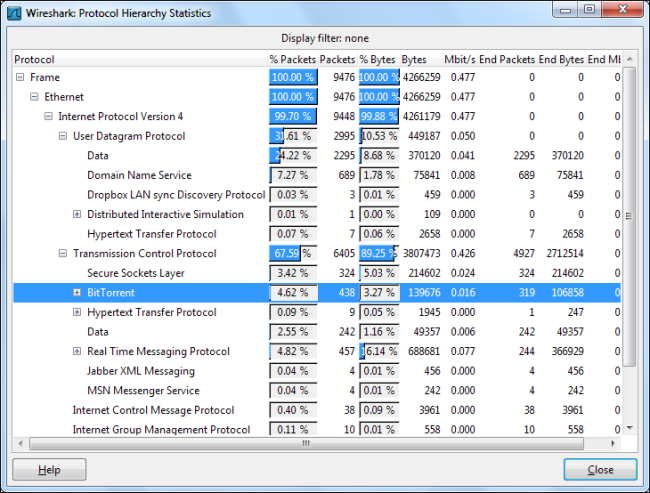 Wireshark: Protocol Hierarchy Statistics
Display filter: none
Protocol % Packets Packets % Bytes Bytes Mbit/s End Packets End Bytes End Mb
Frame 100.00 % 9476 100.00 % 4266259 0.477 0 0 0
Ethernet 100.00 % 9476 100.00 % 4266259 0.477 0 0 0
Internet Protocol Version 4 99.70 % 9448 99.88 % 4261179 0.477 0 0 0
User Datagram Protocol 31.61 % 2995 10.53 % 449187 0.050 0 0 0
Data 24.22 % 2295 8.68 % 370120 0.041 2295 370120 0
Domain Name Service 7.27 % 689 1.78 % 75841 0.008 689 75841 0
Dropbox LAN sync Discovery Protocol 0.03 % 3 0.01 % 459 0.000 3 459 0
Distributed Interactive Simulation 0.01 % 1 0.00 % 109 0.000 0 0 0
Hypertext Transfer Protocol 0.07 % 7 0.06 % 2658 0.000 7 2658 0
Transmission Control Protocol 67.59 % 6405 89.25 % 3807473 0.426 4927 2712514 0
Secure Sockets Layer 3.42 % 324 5.03 % 214602 0.024 324 214602 0
BitTorrent 4.62 % 438 3.27 % 139676 0.016 319 106858 0
Hypertext Transfer Protocol 0.09 % 9 0.05 % 1945 0.000 1 247 0
Data 2.55 % 242 1.16 % 49357 0.006 242 49357 0
Real Time Messaging Protocol 4.82 % 457 16.14 % 688681 0.077 244 366929 0
Jabber XML Messaging 0.04 % 4 0.01 % 456 0.000 4 456 0
MSN Messenger Service 0.04 % 4 0.01 % 242 0.000 4 242 0
Internet Control Message Protocol 0.40 % 38 0.09 % 3961 0.000 38 3961 0
Internet Group Management Protocol 0.11 % 10 0.01 % 558 0.000 10 558 0
Help Close